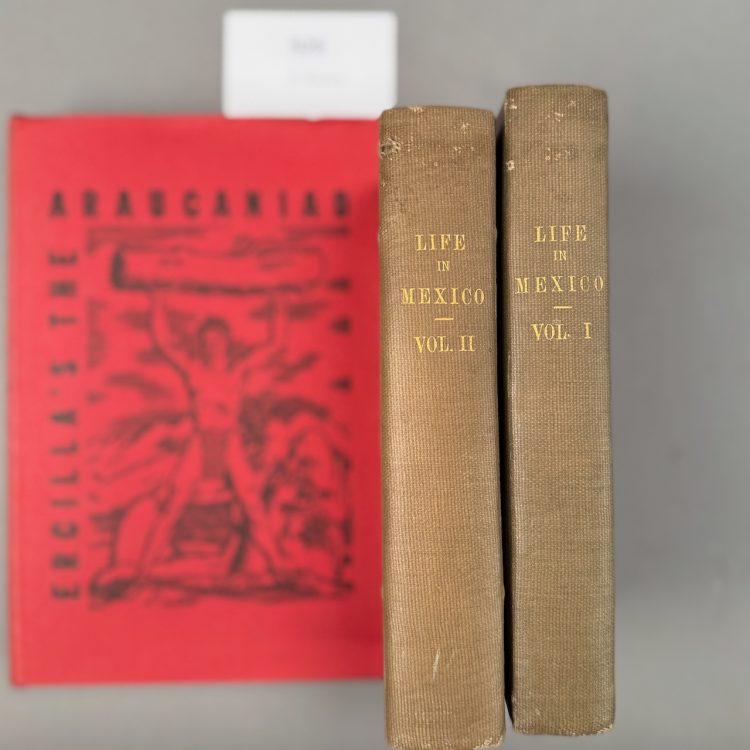 ARAUCANIAD
ERCILLA'S THE
LIFE
IN
MEXICO
VOL. II
LIFE
IN
MEXICO
VOL. I